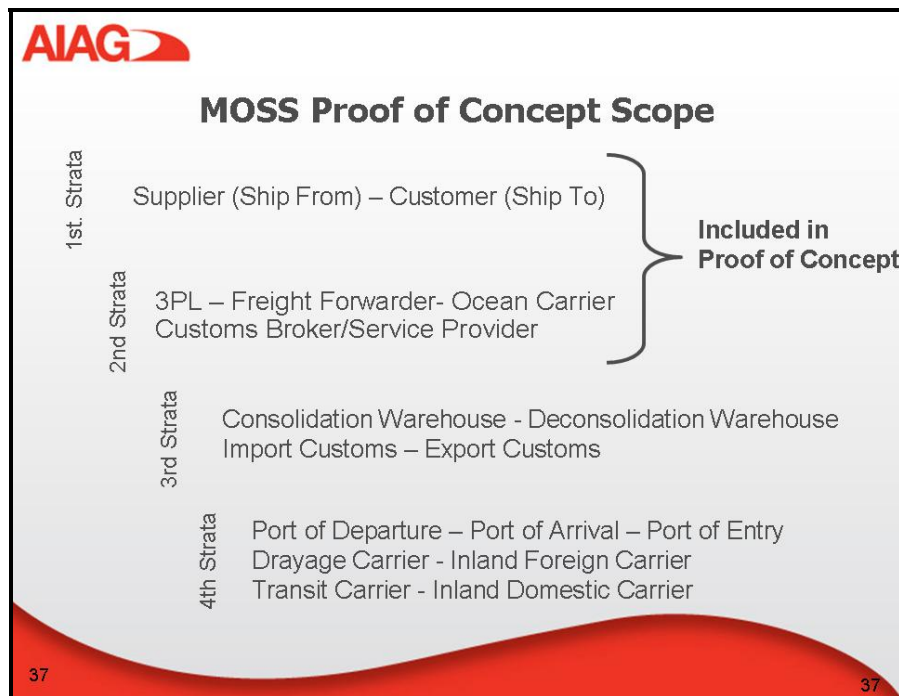 AIAG
MOSS Proof of Concept Scope
1st. Strata
Supplier (Ship From) – Customer (Ship To)
Included in
Proof of Concept
2nd Strata
3PL – Freight Forwarder- Ocean Carrier
Customs Broker/Service Provider
3rd Strata
Consolidation Warehouse - Deconsolidation Warehouse
Import Customs – Export Customs
4th Strata
Port of Departure – Port of Arrival – Port of Entry
Drayage Carrier - Inland Foreign Carrier
Transit Carrier - Inland Domestic Carrier
37
37